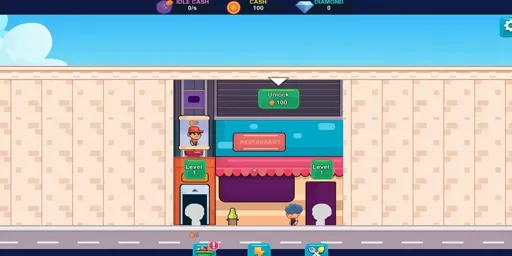 IDLE CASH
0/s
CASH
100
DIAMOND
0
Unlock
100
RESTAURANT
Level
1
Level
1